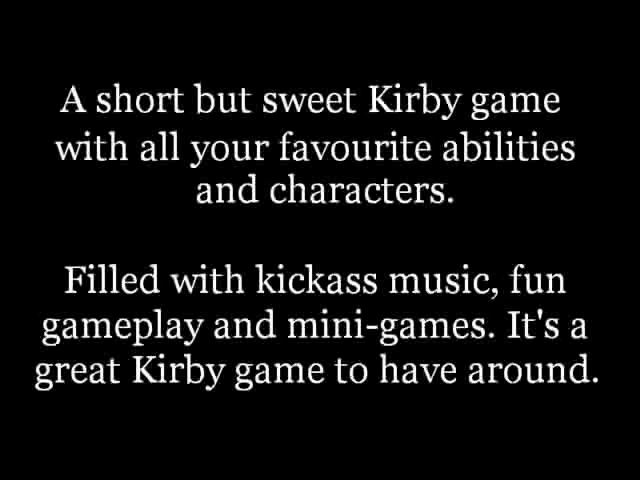 A short but sweet Kirby game
with all your favourite abilities
and characters.
Filled with kickass music, fun
gameplay and mini-games. It's a
great Kirby game to have around.